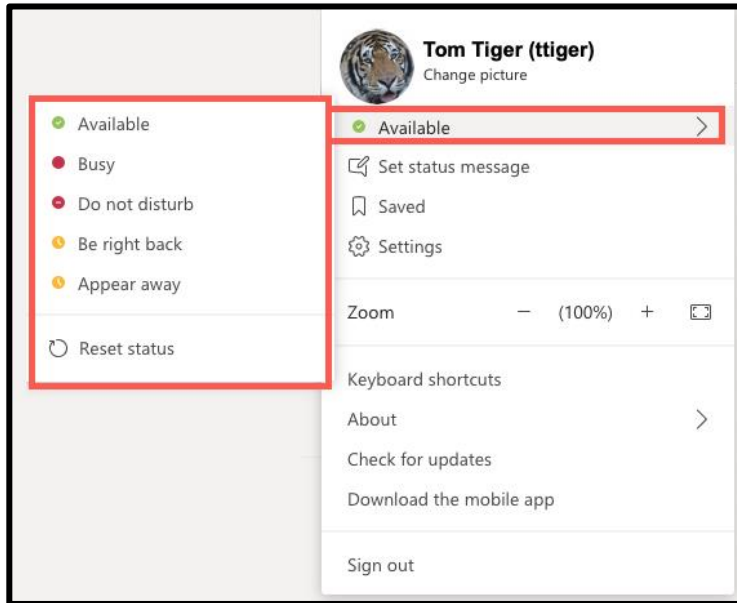 Tom Tiger (ttiger)
Change picture
Available
Set status message
Saved
Settings
Zoom − (100%) +
Keyboard shortcuts
About
Check for updates
Download the mobile app
Sign out
Available
Busy
Do not disturb
Be right back
Appear away
Reset status